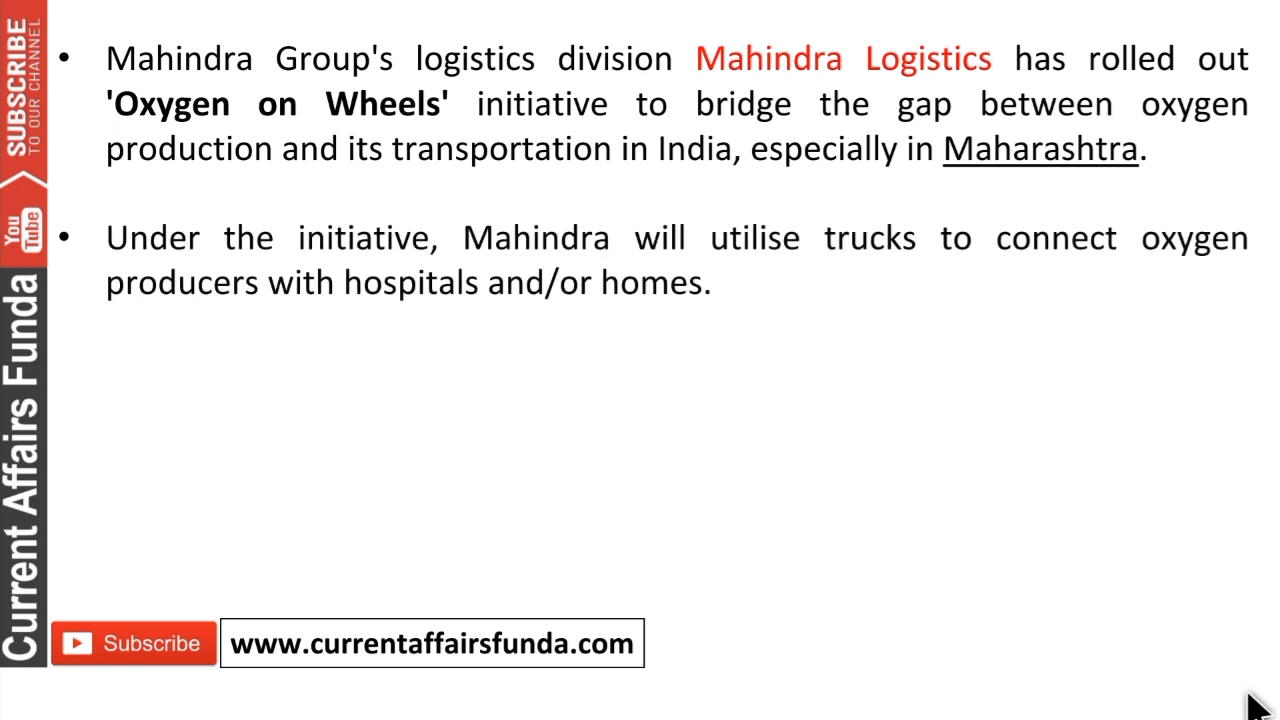 • Mahindra Group's logistics division Mahindra Logistics has rolled out
'Oxygen on Wheels' initiative to bridge the gap between oxygen
production and its transportation in India, especially in Maharashtra.
• Under the initiative, Mahindra will utilise trucks to connect oxygen
producers with hospitals and/or homes.
SUBSCRIBE
TO OUR CHANNEL
You
Tube
Current Affairs Funda
Subscribe
www.currentaffairsfunda.com